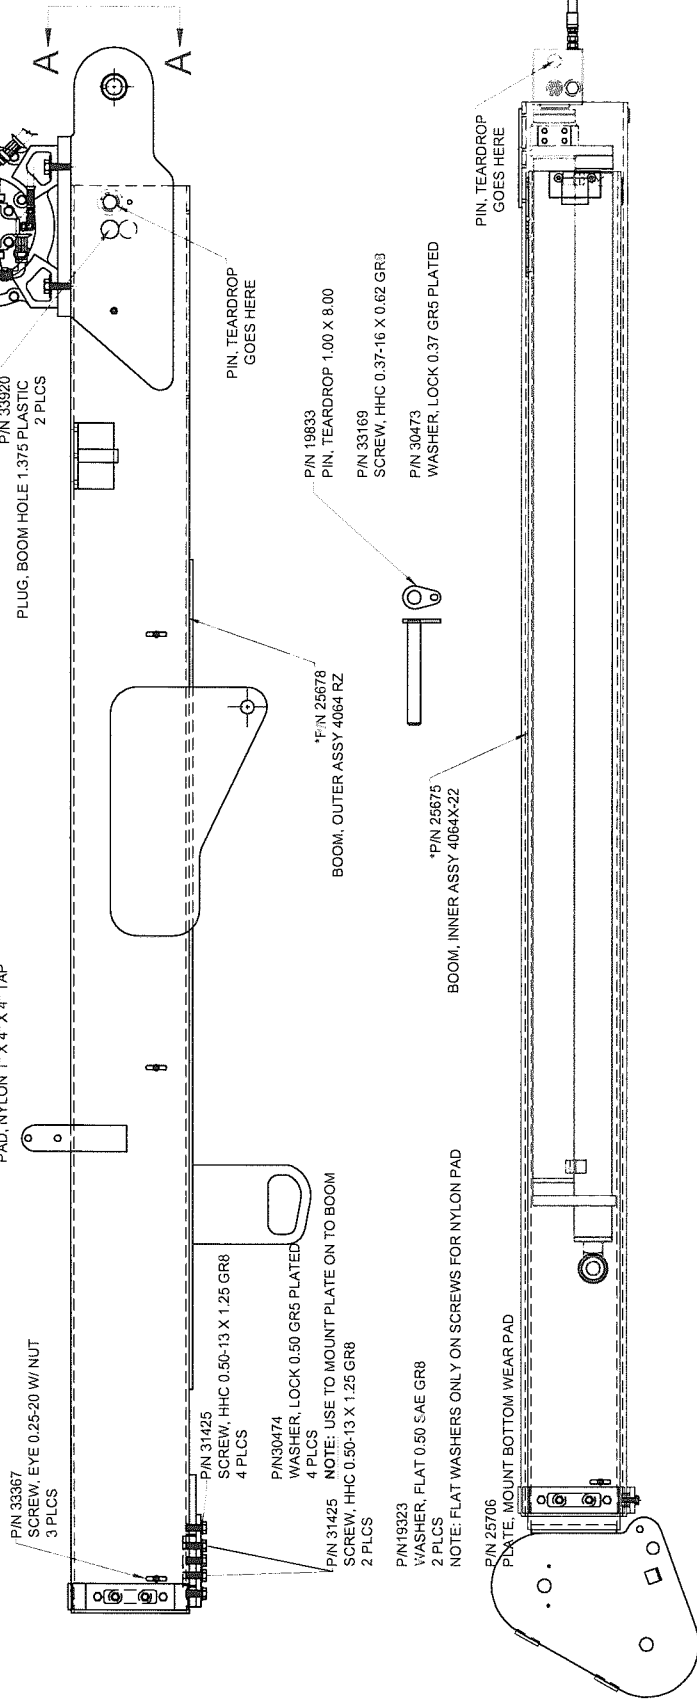 A
A
P/N 33920
PLUG, BOOM HOLE 1.375 PLASTIC
2 PLCS
PIN, TEARDROP
GOES HERE
PIN, TEARDROP
GOES HERE
P/N 19833
PIN, TEARDROP 1.00 X 8.00
P/N 33169
SCREW, HHC 0.37-16 X 0.62 GR8
P/N 30473
WASHER, LOCK 0.37 GR5 PLATED
*P/N 25678
BOOM, OUTER ASSY 4064 RZ
*P/N 25675
BOOM, INNER ASSY 4064X-22
PAD, NYLON 1" X 4" X 4" TAP
P/N 33367
SCREW, EYE 0.25-20 W/ NUT
3 PLCS
P/N 31425
SCREW, HHC 0.50-13 X 1.25 GR8
4 PLCS
P/N30474
WASHER, LOCK 0.50 GR5 PLATED
4 PLCS
NOTE: USE TO MOUNT PLATE ON TO BOOM
P/N 31425
SCREW, HHC 0.50-13 X 1.25 GR8
2 PLCS
P/N19323
WASHER, FLAT 0.50 SAE GR8
2 PLCS
NOTE: FLAT WASHERS ONLY ON SCREWS FOR NYLON PAD
P/N 25706
PLATE, MOUNT BOTTOM WEAR PAD